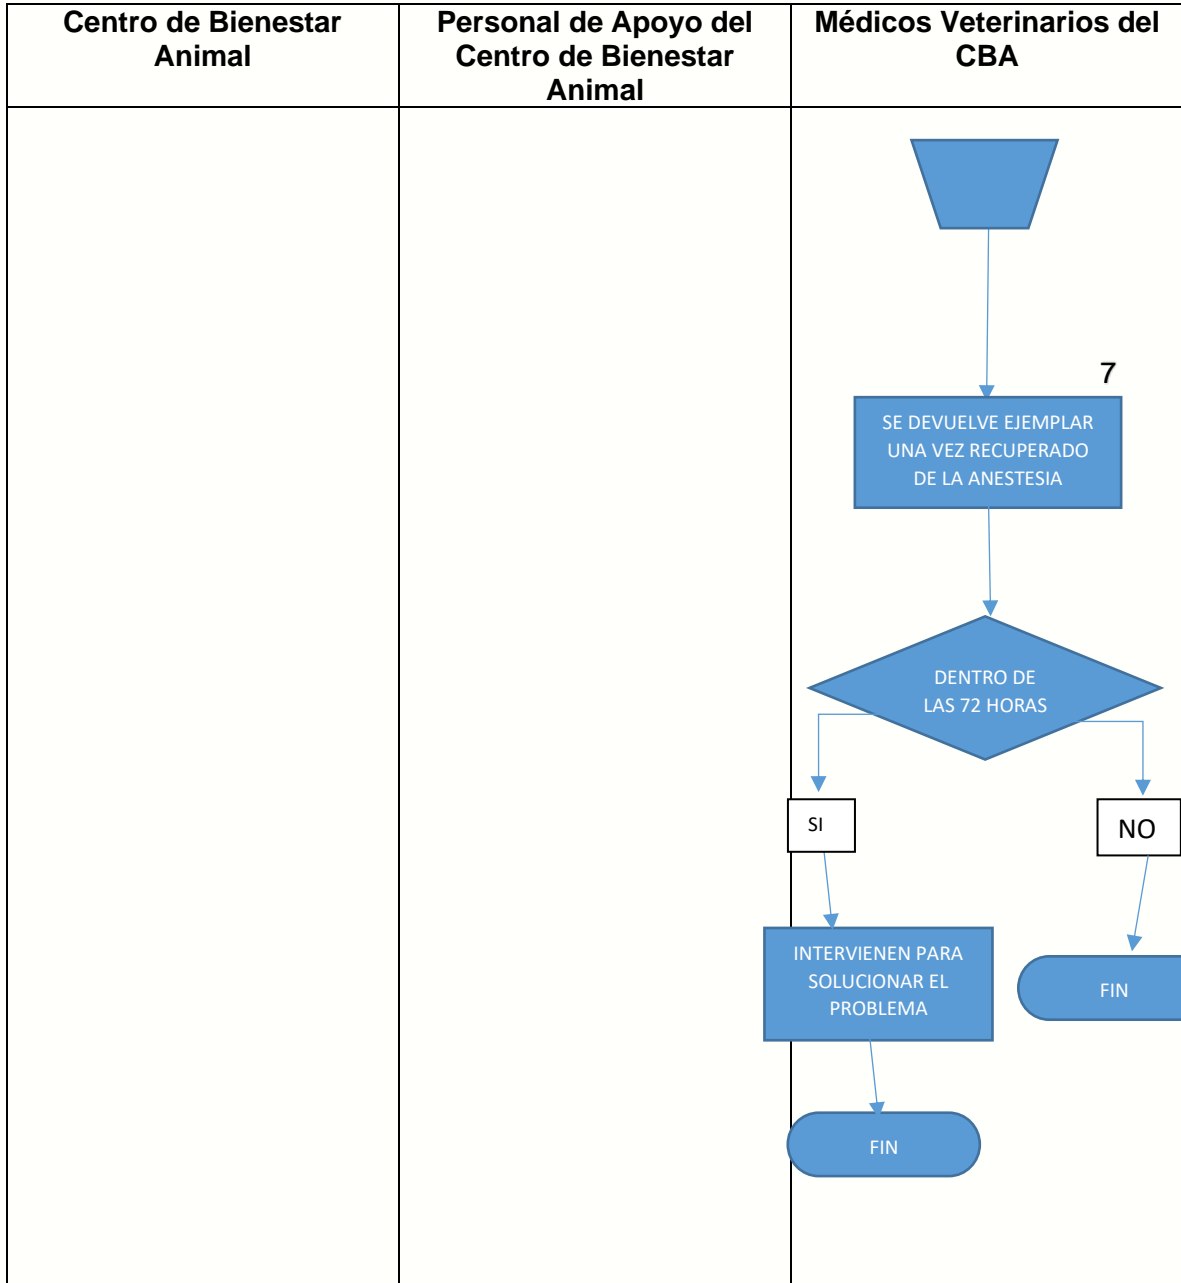 Centro de Bienestar
Animal
Personal de Apoyo del
Centro de Bienestar
Animal
Médicos Veterinarios del
CBA
7
SE DEVUELVE EJEMPLAR
UNA VEZ RECUPERADO
DE LA ANESTESIA
DENTRO DE
LAS 72 HORAS
SI
NO
INTERVIENEN PARA
SOLUCIONAR EL
PROBLEMA
FIN
FIN